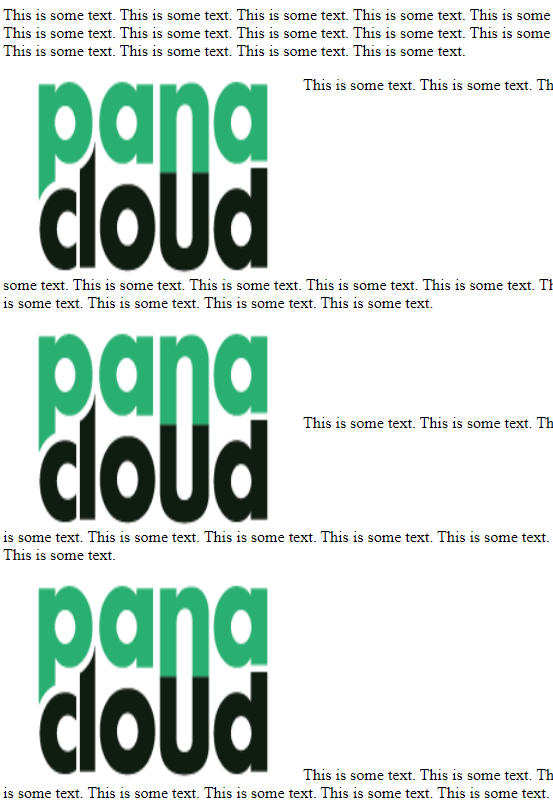 This is some text. This is some text. This is some text. This is some text. This is some
This is some text. This is some text. This is some text. This is some text. This is some
This is some text. This is some text. This is some text. This is some text.
pana
cloud
This is some text. This is some text. Th
some text. This is some text. This is some text. This is some text. This is some text. Th
is some text. This is some text. This is some text. This is some text.
pana
cloud
This is some text. This is some text. Th
is some text. This is some text. This is some text. This is some text. This is some text.
This is some text.
pana
cloud
This is some text. This is some text. Th
is some text. This is some text. This is some text. This is some text. This is some text.